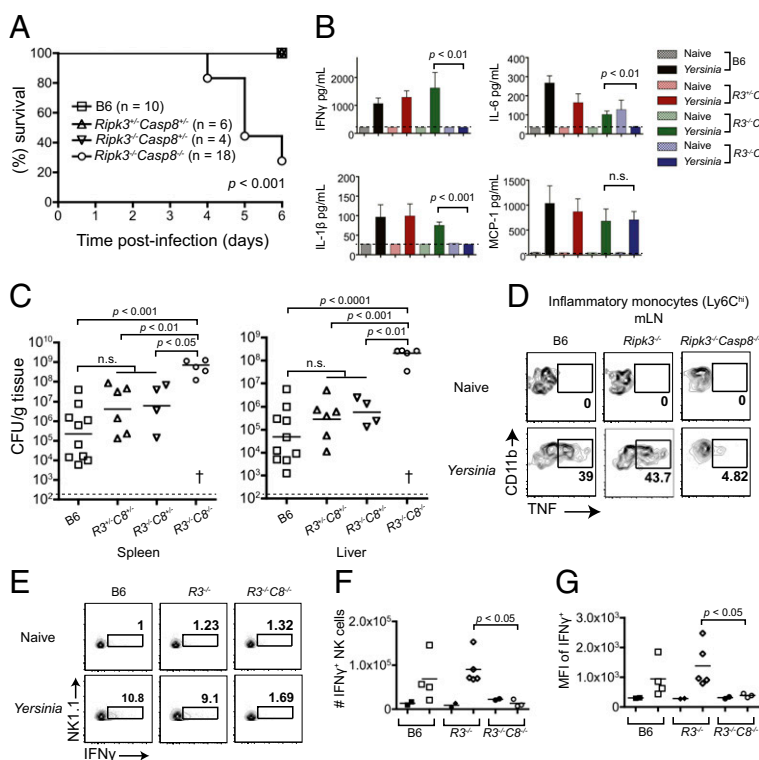 A
100
80
60
40
20
0
(%) survival
B6 (n = 10)
Ripk3+/-Casp8+/- (n = 6)
Ripk3-/-Casp8+/- (n = 4)
Ripk3-/-Casp8-/- (n = 18)
p < 0.001
0 1 2 3 4 5 6
Time post-infection (days)
B
IFNγ pg/mL
2000
1000
0
p < 0.01
IL-6 pg/mL
400
300
200
100
0
p < 0.01
Naive
Yersinia
B6
Naive
Yersinia
R3+/-C
Naive
Yersinia
R3-/-C
Naive
Yersinia
R3-/-C
IL-1β pg/mL
200
150
100
50
0
p < 0.001
MCP-1 pg/mL
1500
1000
500
0
n.s.
C
CFU/g tissue
10^10
10^9
10^8
10^7
10^6
10^5
10^4
10^3
10^2
p < 0.001
p < 0.01
p < 0.05
n.s.
†
B6 R3+/-C8+/- R3-/-C8+/- R3-/-C8-/-
Spleen
10^9
10^8
10^7
10^6
10^5
10^4
10^3
10^2
p < 0.0001
p < 0.001
p < 0.01
n.s.
†
B6 R3+/-C8+/- R3-/-C8+/- R3-/-C8-/-
Liver
D
Inflammatory monocytes (Ly6Chi)
mLN
B6 Ripk3-/- Ripk3-/-Casp8-/-
Naive
0 0 0
Yersinia
39 43.7 4.82
CD11b
TNF
E
B6 R3-/- R3-/-C8-/-
Naive
1 1.23 1.32
Yersinia
10.8 9.1 1.69
NK1.1
IFNγ
F
# IFNγ+ NK cells
2.0x10^5
1.0x10^5
0
p < 0.05
B6 R3-/- R3-/-C8-/-
G
MFI of IFNγ+
3.0x10^3
2.0x10^3
1.0x10^3
0
p < 0.05
B6 R3-/- R3-/-C8-/-